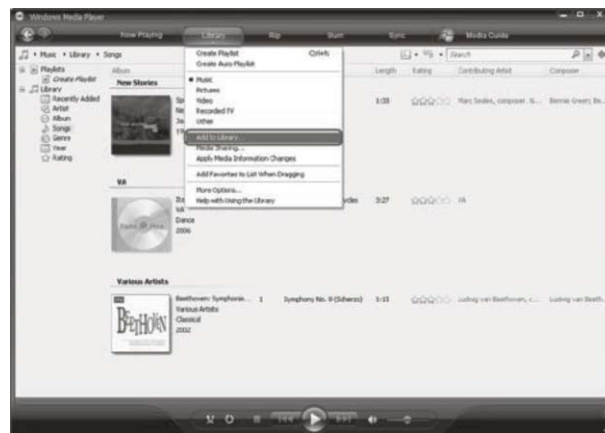 Windows Media Player
Now Playing Library Rip Burn Sync Media Guide
Music Library Songs
Search
Create Playlist Ctrl+N
Create Auto Playlist
Music
Pictures
Video
Recorded TV
Other
Add to Library...
Media Sharing...
Apply Media Information Changes
Add Favorites to List When Dragging
More Options...
Help with Using the Library
Playlists
Create Playlist
Library
Recently Added
Artist
Album
Songs
Genre
Year
Rating
Album Length Rating Contributing Artist Composer
New Stories
1:33 Marc Seales, composer. N... Bernie Green; Be...
VA
VA
Dance
2006
3:27 VA
Various Artists
Beethoven: Symphonie... 1 Symphony No. 9 (Scherzo) 1:13 Ludwig van Beethoven, c... Ludwig van Beeth...
Various Artists
Classical
2002
BEETHOVEN